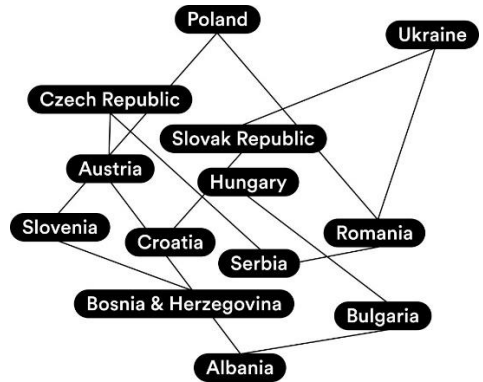 Poland
Ukraine
Czech Republic
Slovak Republic
Austria
Hungary
Slovenia
Croatia
Romania
Serbia
Bosnia & Herzegovina
Bulgaria
Albania